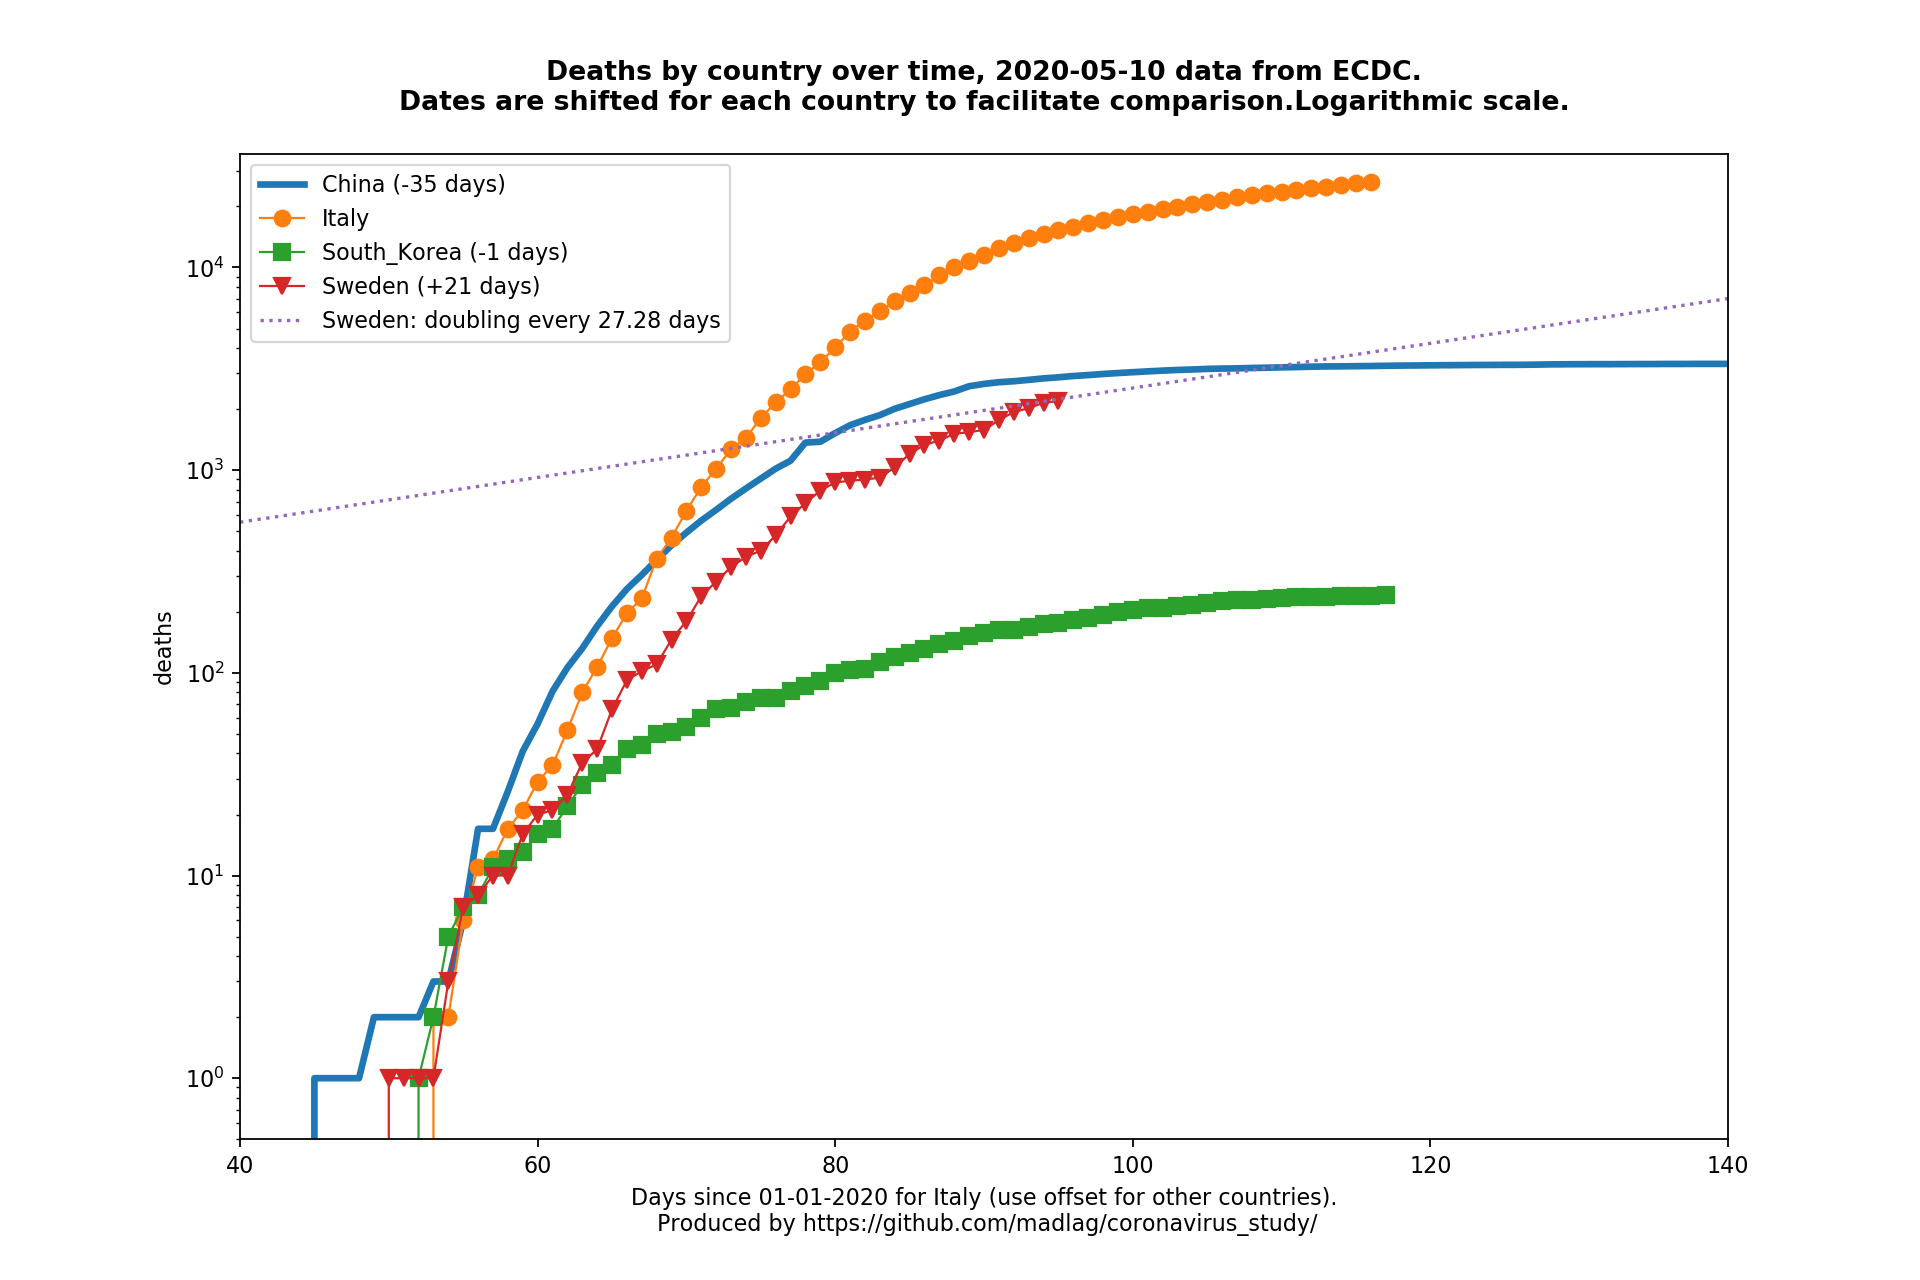 Deaths by country over time, 2020-05-10 data from ECDC.
Dates are shifted for each country to facilitate comparison.Logarithmic scale.
China (-35 days)
Italy
South_Korea (-1 days)
Sweden (+21 days)
Sweden: doubling every 27.28 days
10⁴
10³
10²
10¹
10⁰
deaths
40 60 80 100 120 140
Days since 01-01-2020 for Italy (use offset for other countries).
Produced by https://github.com/madlag/coronavirus_study/